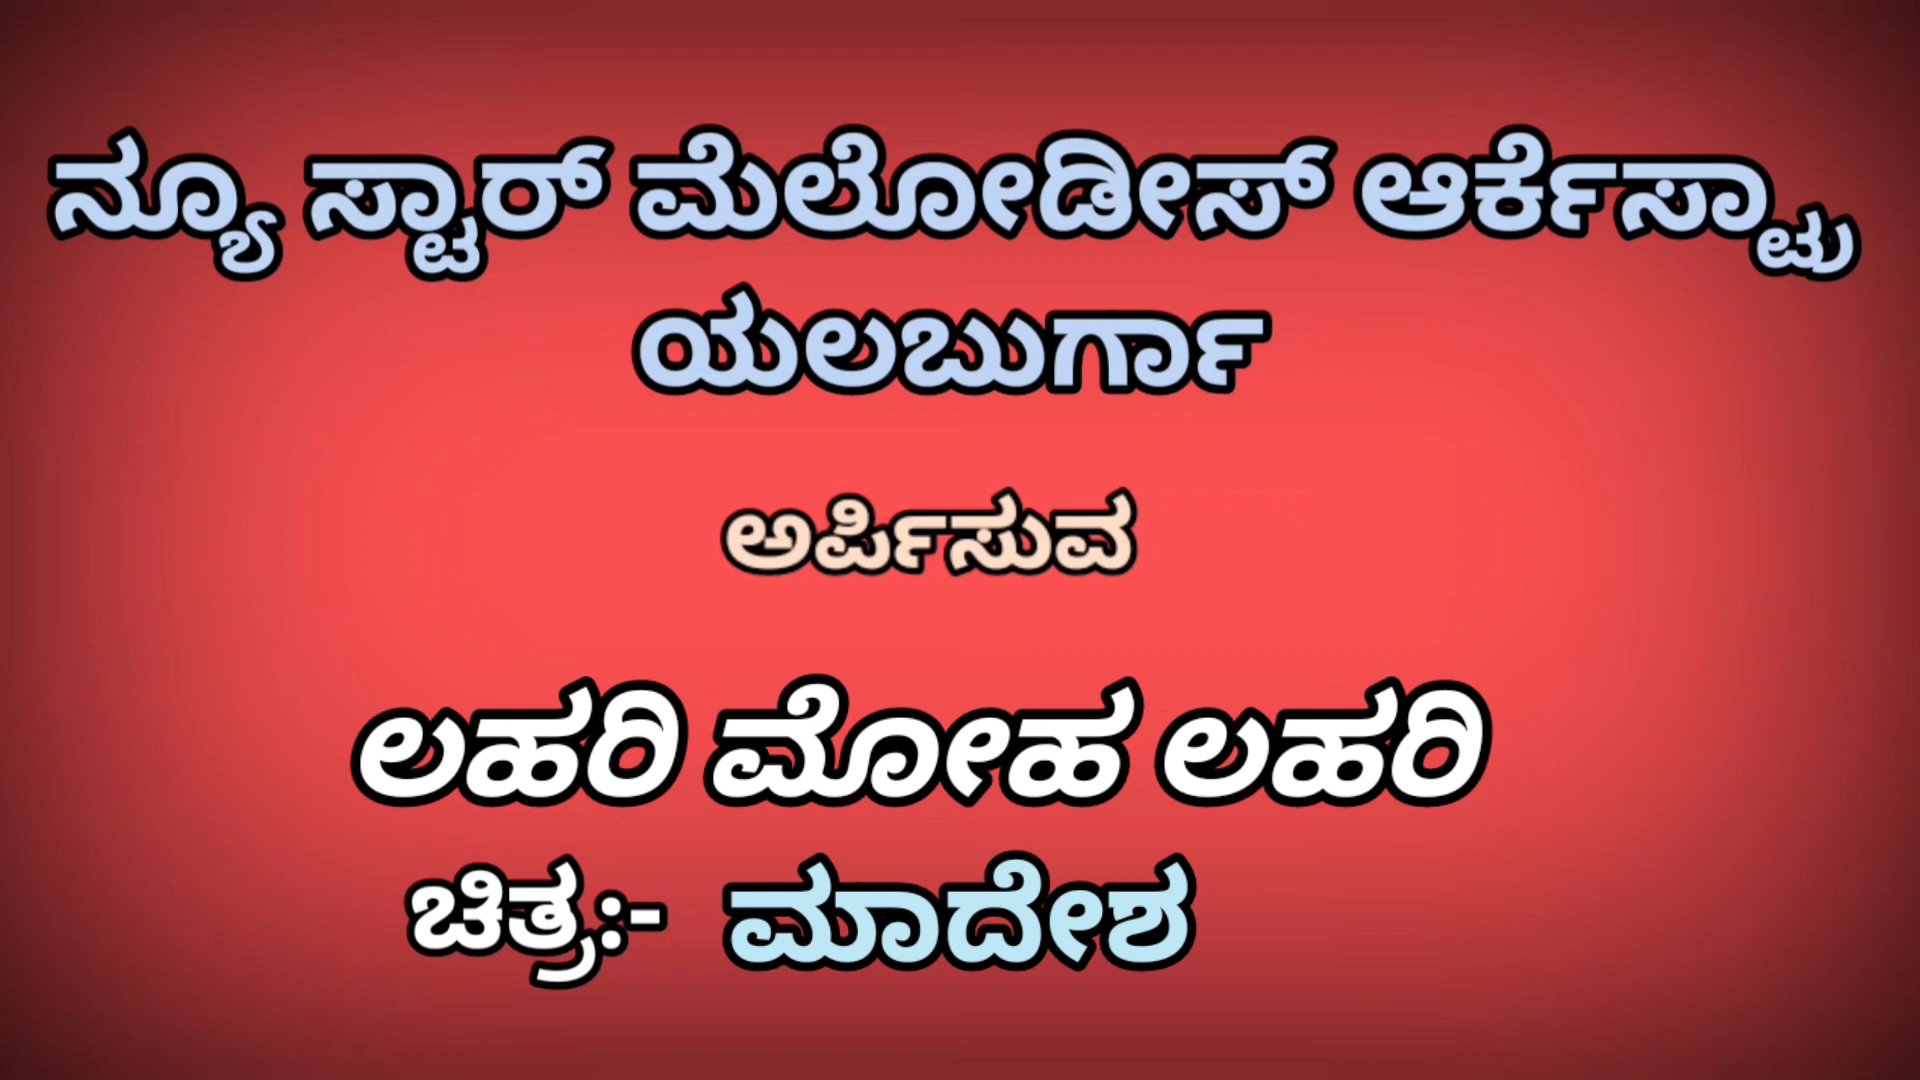 ನ್ಯೂ ಸ್ಟಾರ್ ಮೆಲೋಡೀಸ್ ಆರ್ಕೆಸ್ಟ್ರಾ
ಯಲಬುರ್ಗಾ
ಅರ್ಪಿಸುವ
ಲಹರಿ ಮೋಹ ಲಹರಿ
ಚಿತ್ರ:- ಮಾದೇಶ